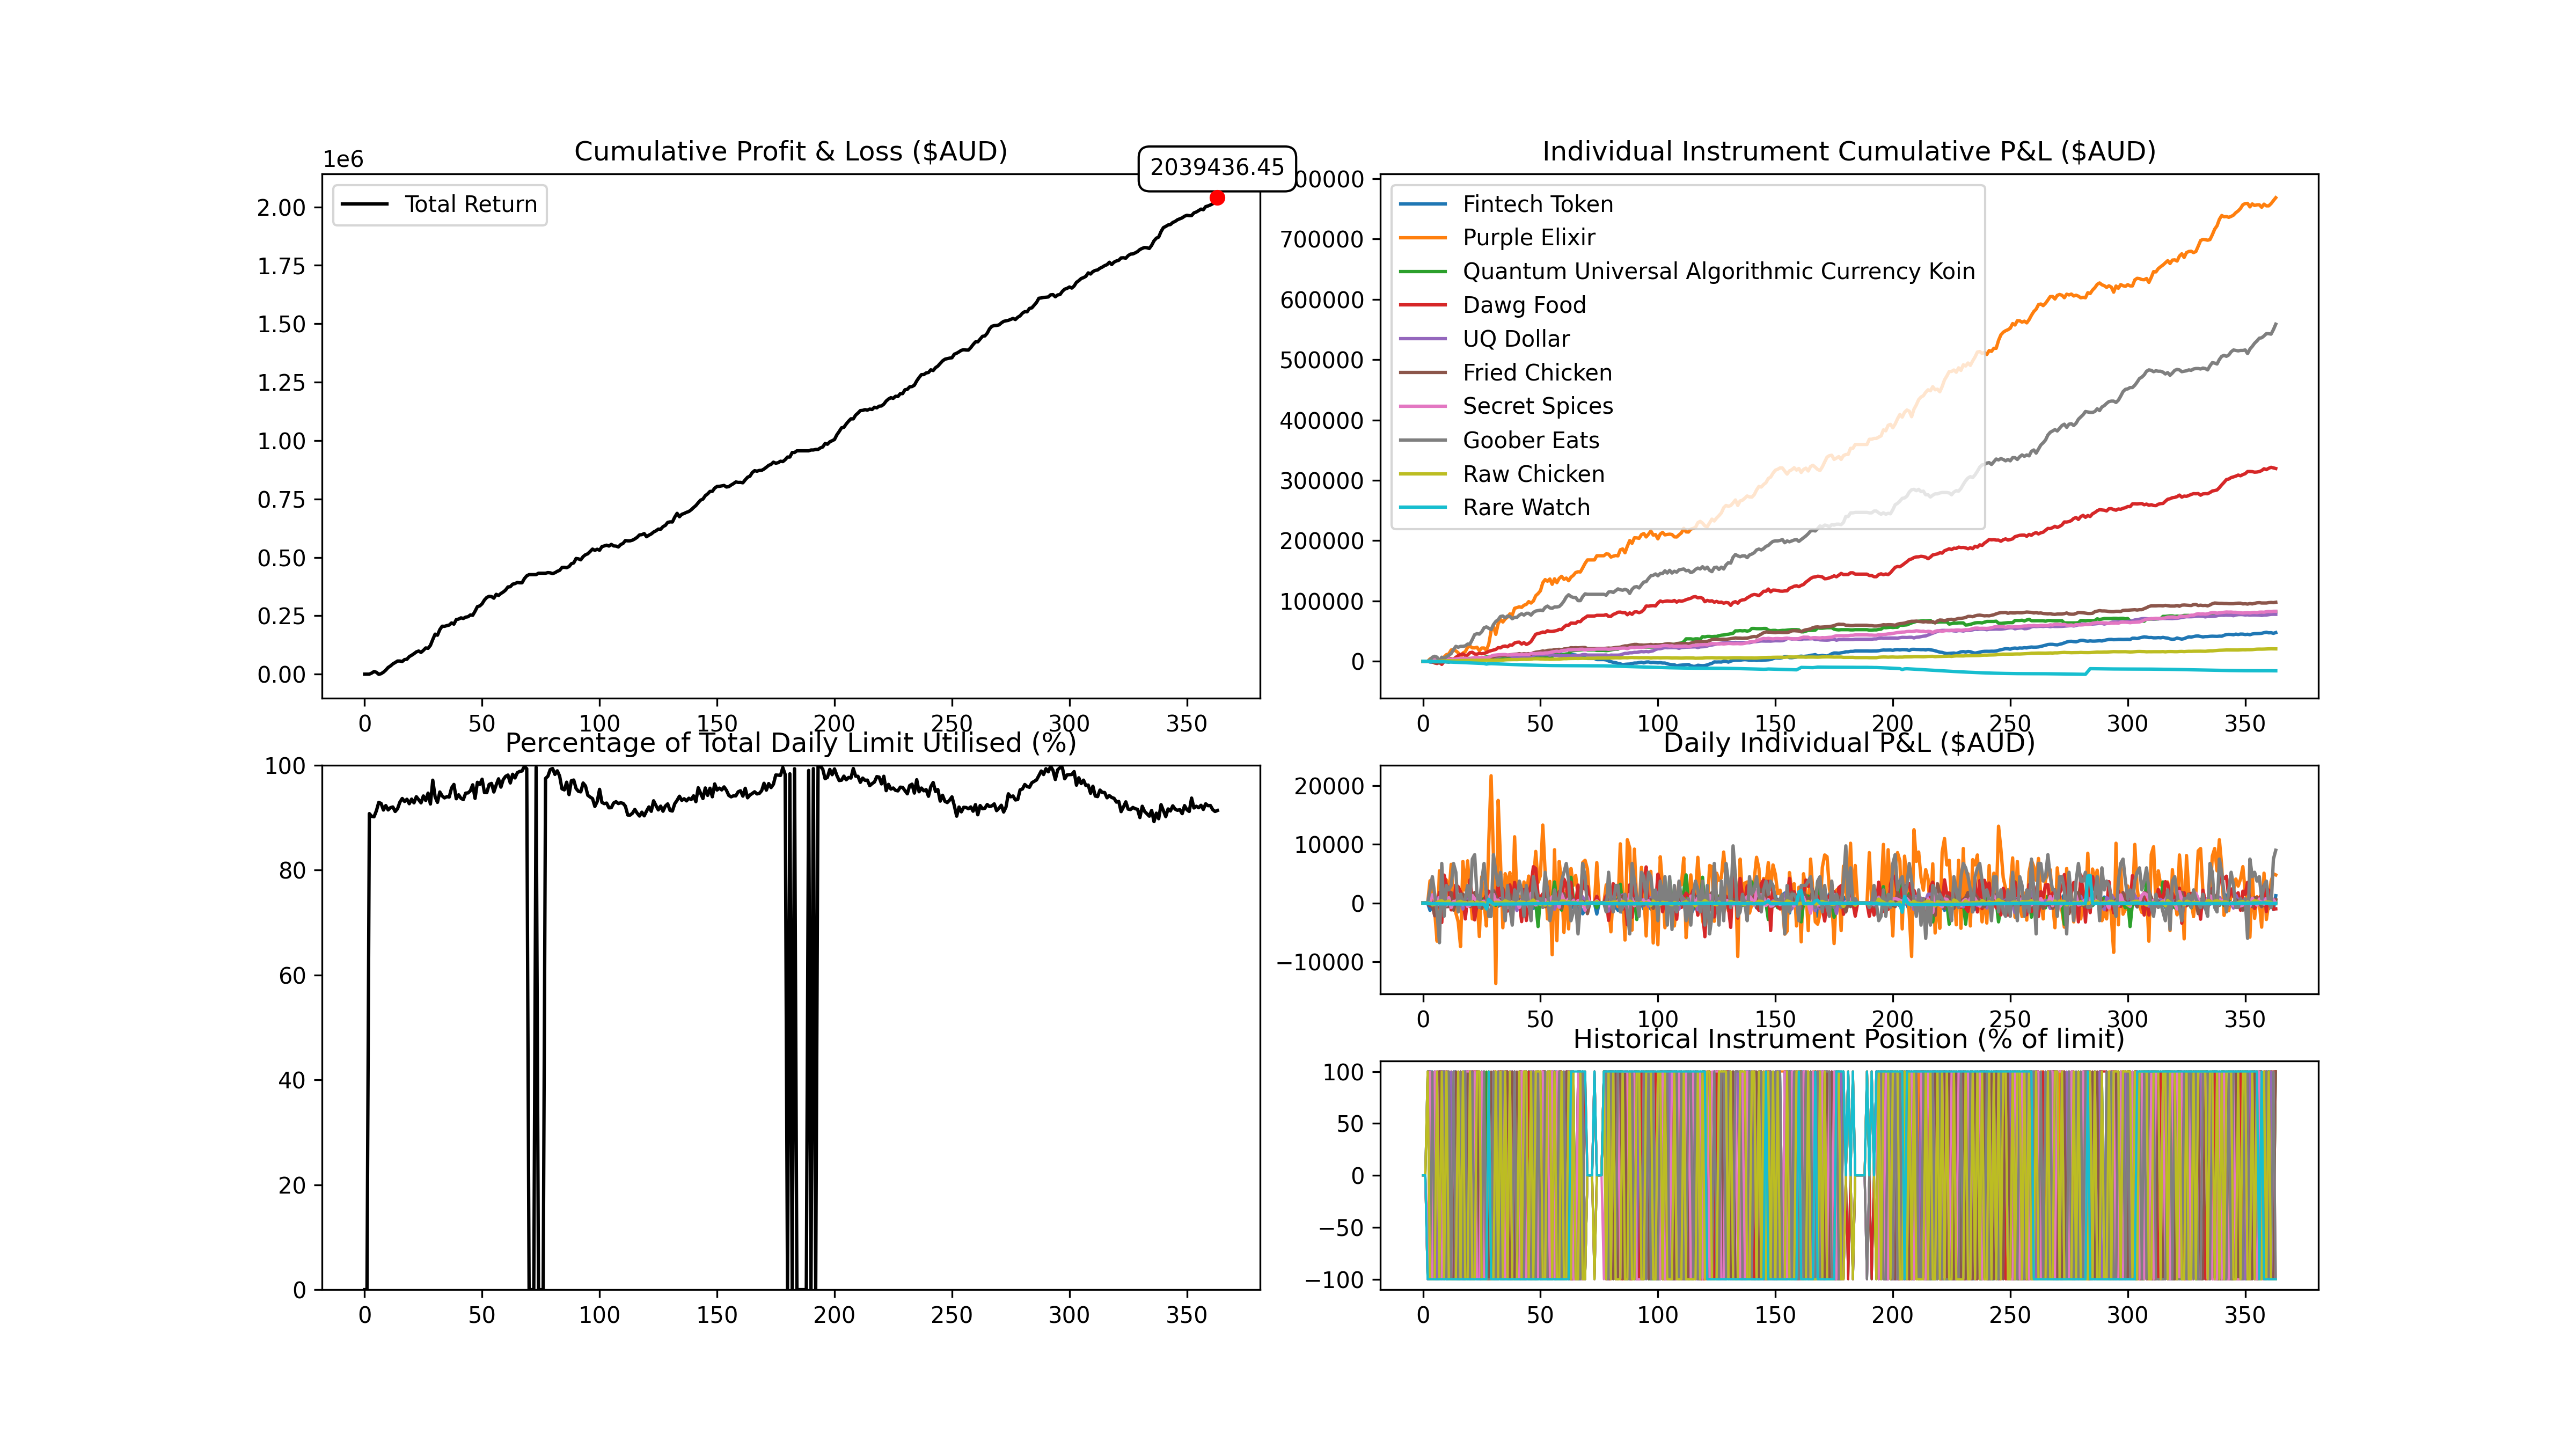 Cumulative Profit & Loss ($AUD)
1e6
2039436.45
Total Return
2.00
1.75
1.50
1.25
1.00
0.75
0.50
0.25
0.00
0 50 100 150 200 250 300 350
Individual Instrument Cumulative P&L ($AUD)
00000
700000
600000
500000
400000
300000
200000
100000
0
Fintech Token
Purple Elixir
Quantum Universal Algorithmic Currency Koin
Dawg Food
UQ Dollar
Fried Chicken
Secret Spices
Goober Eats
Raw Chicken
Rare Watch
0 50 100 150 200 250 300 350
Percentage of Total Daily Limit Utilised (%)
100
80
60
40
20
0
0 50 100 150 200 250 300 350
Daily Individual P&L ($AUD)
20000
10000
0
−10000
0 50 100 150 200 250 300 350
Historical Instrument Position (% of limit)
100
50
0
−50
−100
0 50 100 150 200 250 300 350